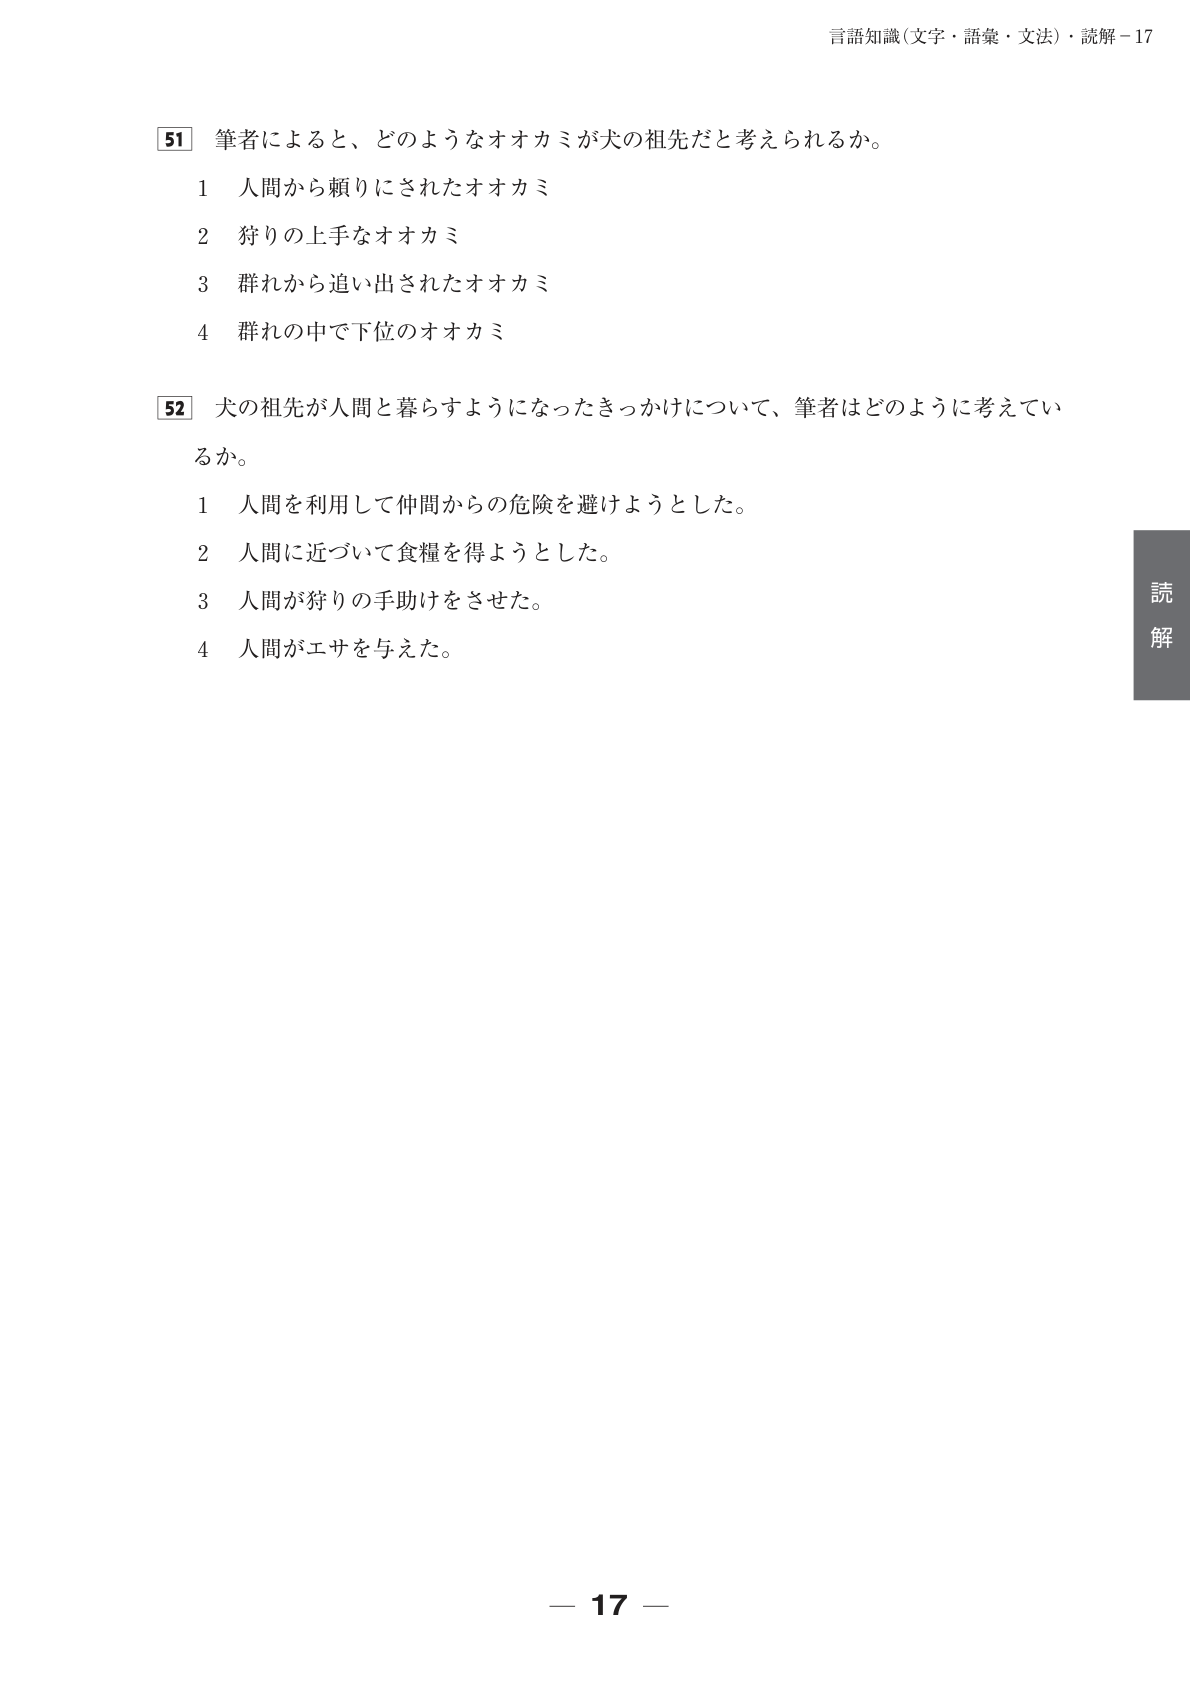 言語知識（文字・語彙・文法）・読解－17
51　筆者によると、どのようなオオカミが犬の祖先だと考えられるか。
1　人間から頼りにされたオオカミ
2　狩りの上手なオオカミ
3　群れから追い出されたオオカミ
4　群れの中で下位のオオカミ
52　犬の祖先が人間と暮らすようになったきっかけについて、筆者はどのように考えてい
るか。
1　人間を利用して仲間からの危険を避けようとした。
2　人間に近づいて食糧を得ようとした。
3　人間が狩りの手助けをさせた。
4　人間がエサを与えた。
読解
― 17 ―